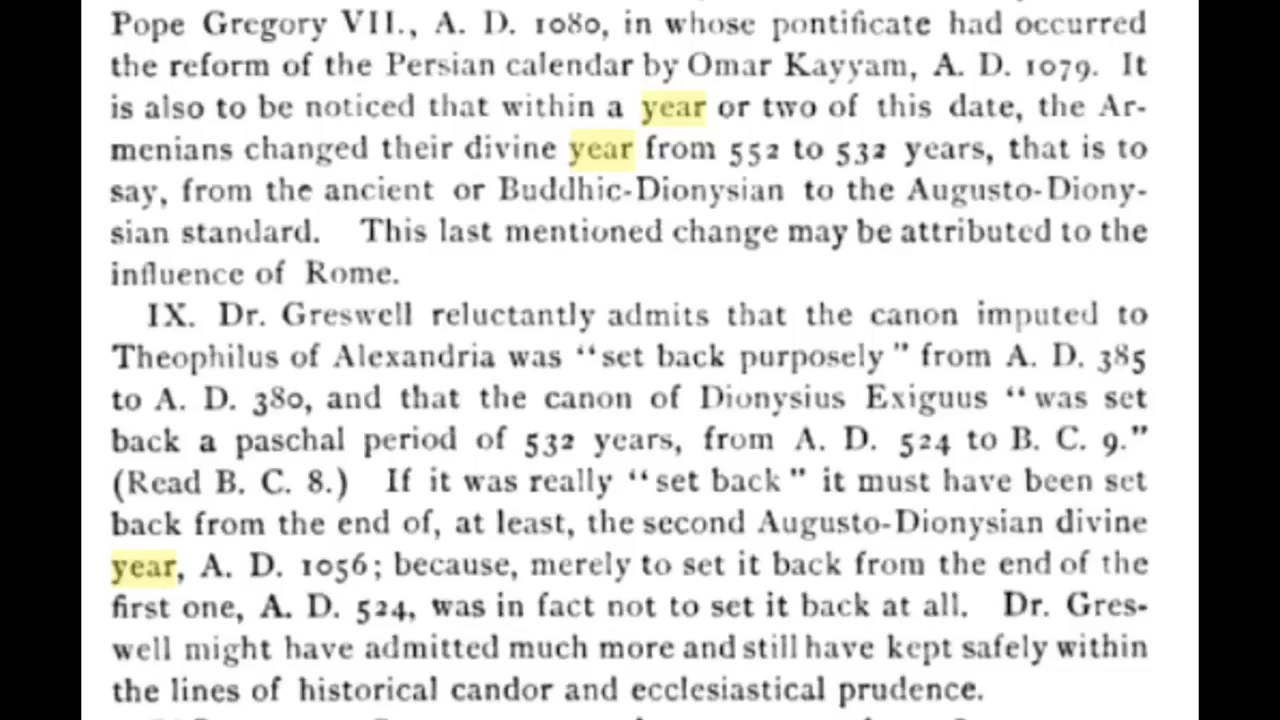 Pope Gregory VII., A. D. 1080, in whose pontificate had occurred
the reform of the Persian calendar by Omar Kayyam, A. D. 1079. It
is also to be noticed that within a year or two of this date, the Ar-
menians changed their divine year from 552 to 532 years, that is to
say, from the ancient or Buddhic-Dionysian to the Augusto-Diony-
sian standard. This last mentioned change may be attributed to the
influence of Rome.
IX. Dr. Greswell reluctantly admits that the canon imputed to
Theophilus of Alexandria was “set back purposely” from A. D. 385
to A. D. 380, and that the canon of Dionysius Exiguus “was set
back a paschal period of 532 years, from A. D. 524 to B. C. 9.”
(Read B. C. 8.) If it was really “set back” it must have been set
back from the end of, at least, the second Augusto-Dionysian divine
year, A. D. 1056; because, merely to set it back from the end of the
first one, A. D. 524, was in fact not to set it back at all. Dr. Gres-
well might have admitted much more and still have kept safely within
the lines of historical candor and ecclesiastical prudence.